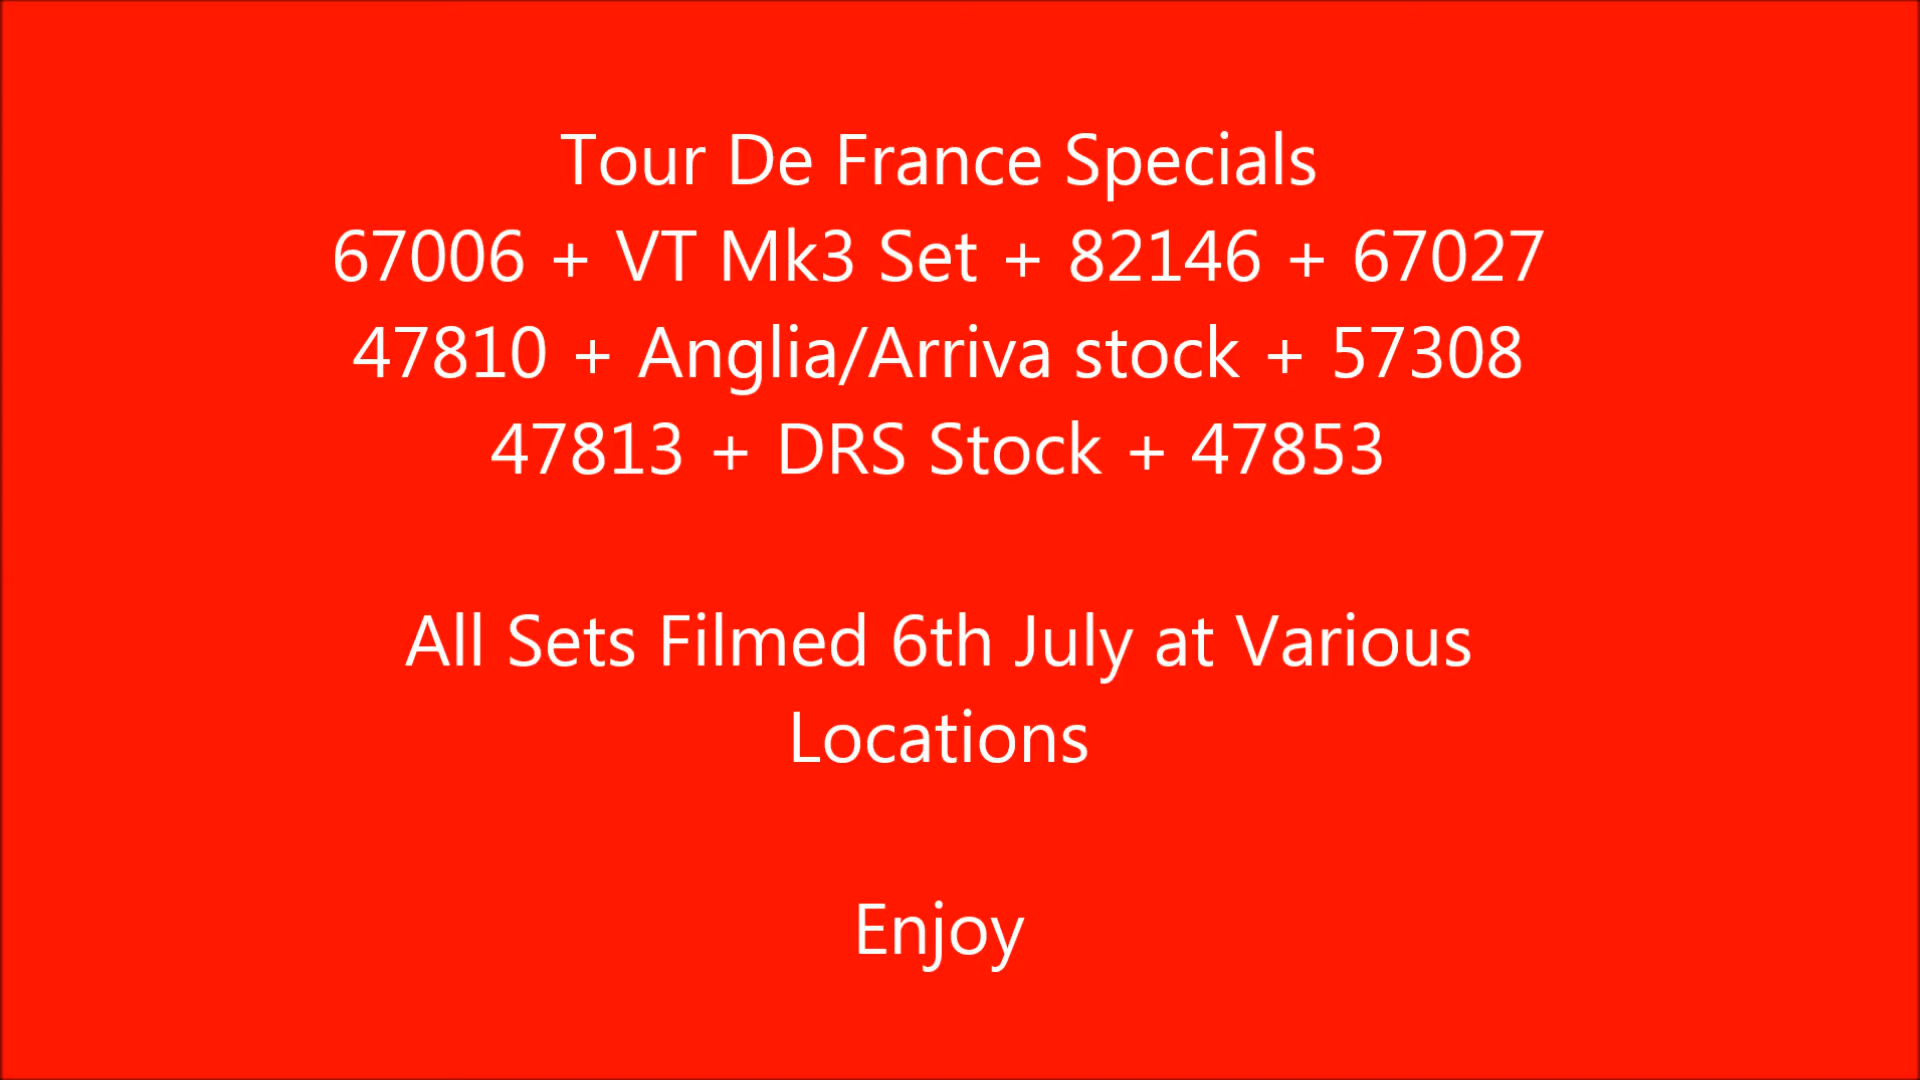 Tour De France Specials
67006 + VT Mk3 Set + 82146 + 67027
47810 + Anglia/Arriva stock + 57308
47813 + DRS Stock + 47853
All Sets Filmed 6th July at Various
Locations
Enjoy